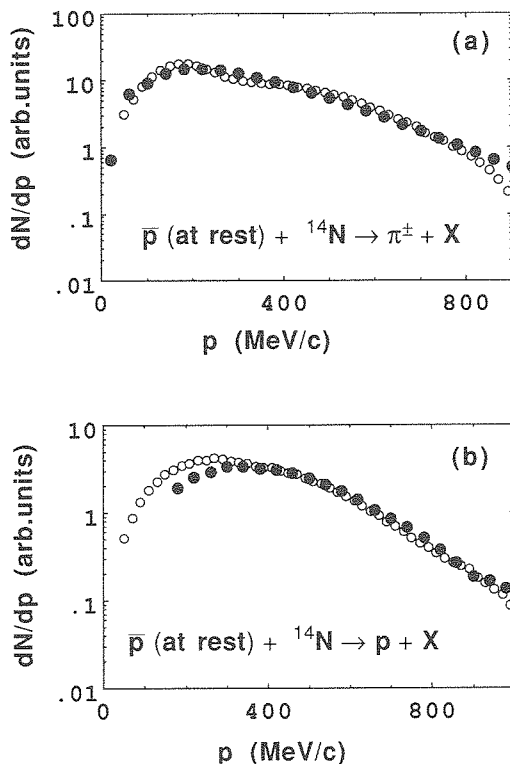 (a)
dN/dp (arb.units)
100
10
1
.1
.01
p̄ (at rest) + ¹⁴N → π± + X
0
400
800
p (MeV/c)
(b)
dN/dp (arb.units)
10
1
.1
.01
p̄ (at rest) + ¹⁴N → p + X
0
400
800
p (MeV/c)